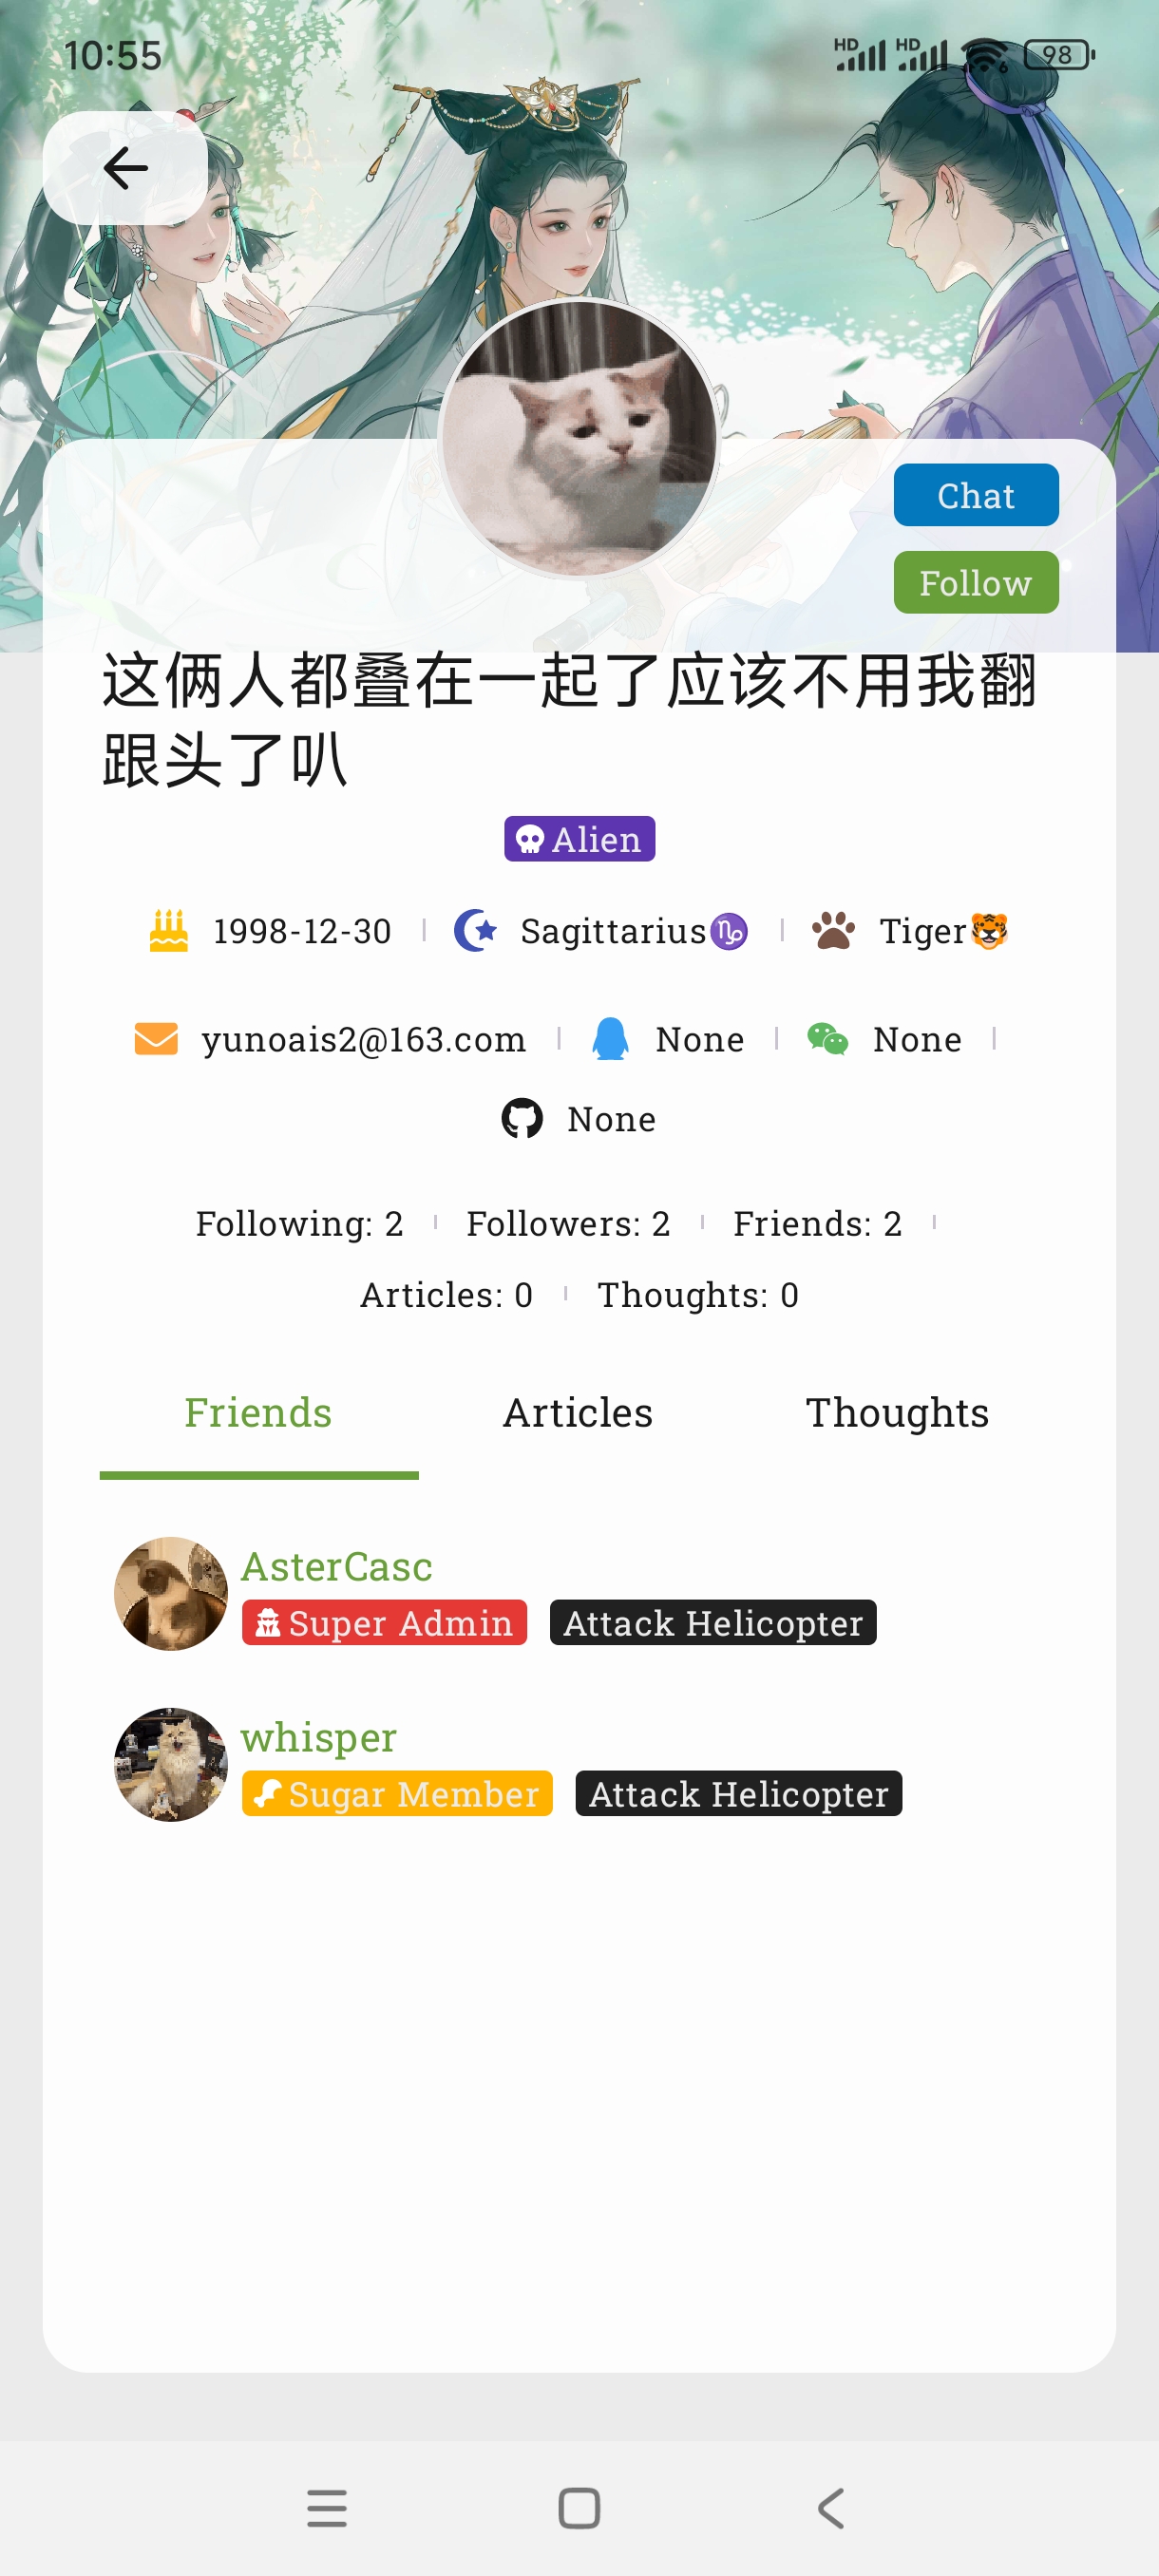 10:55 HD HD 6 98
Chat
Follow
这俩人都叠在一起了应该不用我翻
跟头了叭
Alien
1998-12-30 Sagittarius♑ Tiger🐯
yunoais2@163.com None None
None
Following: 2 Followers: 2 Friends: 2
Articles: 0 Thoughts: 0
Friends Articles Thoughts
AsterCasc
Super Admin Attack Helicopter
whisper
Sugar Member Attack Helicopter